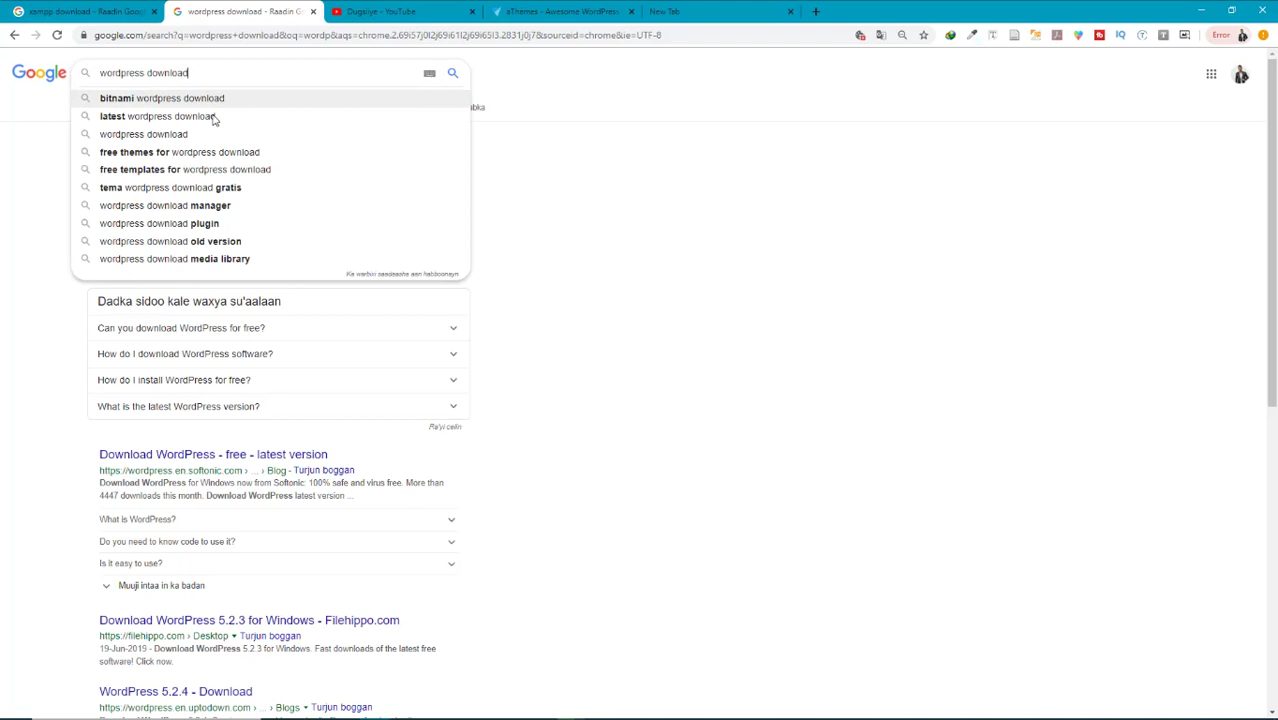 xampp download - Raadin Googl
wordpress download - Raadin Go
Dugsiiye - YouTube
aThemes - Awesome WordPress
New Tab
google.com/search?q=wordpress+download&oq=wordp&aqs=chrome.2.69i57j0l2j69i61j2l69i65l3.2831j0j7&sourceid=chrome&ie=UTF-8
Error
Google
wordpress download
bitnami wordpress download
latest wordpress download
wordpress download
free themes for wordpress download
free templates for wordpress download
tema wordpress download gratis
wordpress download manager
wordpress download plugin
wordpress download old version
wordpress download media library
Ka warbixi saadaasha aan habboonayn
Dadka sidoo kale waxya su'aalaan
Can you download WordPress for free?
How do I download WordPress software?
How do I install WordPress for free?
What is the latest WordPress version?
Ra'yi celin
Download WordPress - free - latest version
https://wordpress.en.softonic.com › ... › Blog - Turjun boggan
Download WordPress for Windows now from Softonic: 100% safe and virus free. More than
4447 downloads this month. Download WordPress latest version ...
What is WordPress?
Do you need to know code to use it?
Is it easy to use?
Muuji intaa in ka badan
Download WordPress 5.2.3 for Windows - Filehippo.com
https://filehippo.com › Desktop ▾ Turjun boggan
19-Jun-2019 - Download WordPress 5.2.3 for Windows. Fast downloads of the latest free
software! Click now.
WordPress 5.2.4 - Download
https://wordpress.en.uptodown.com › ... › Blogs ▾ Turjun boggan